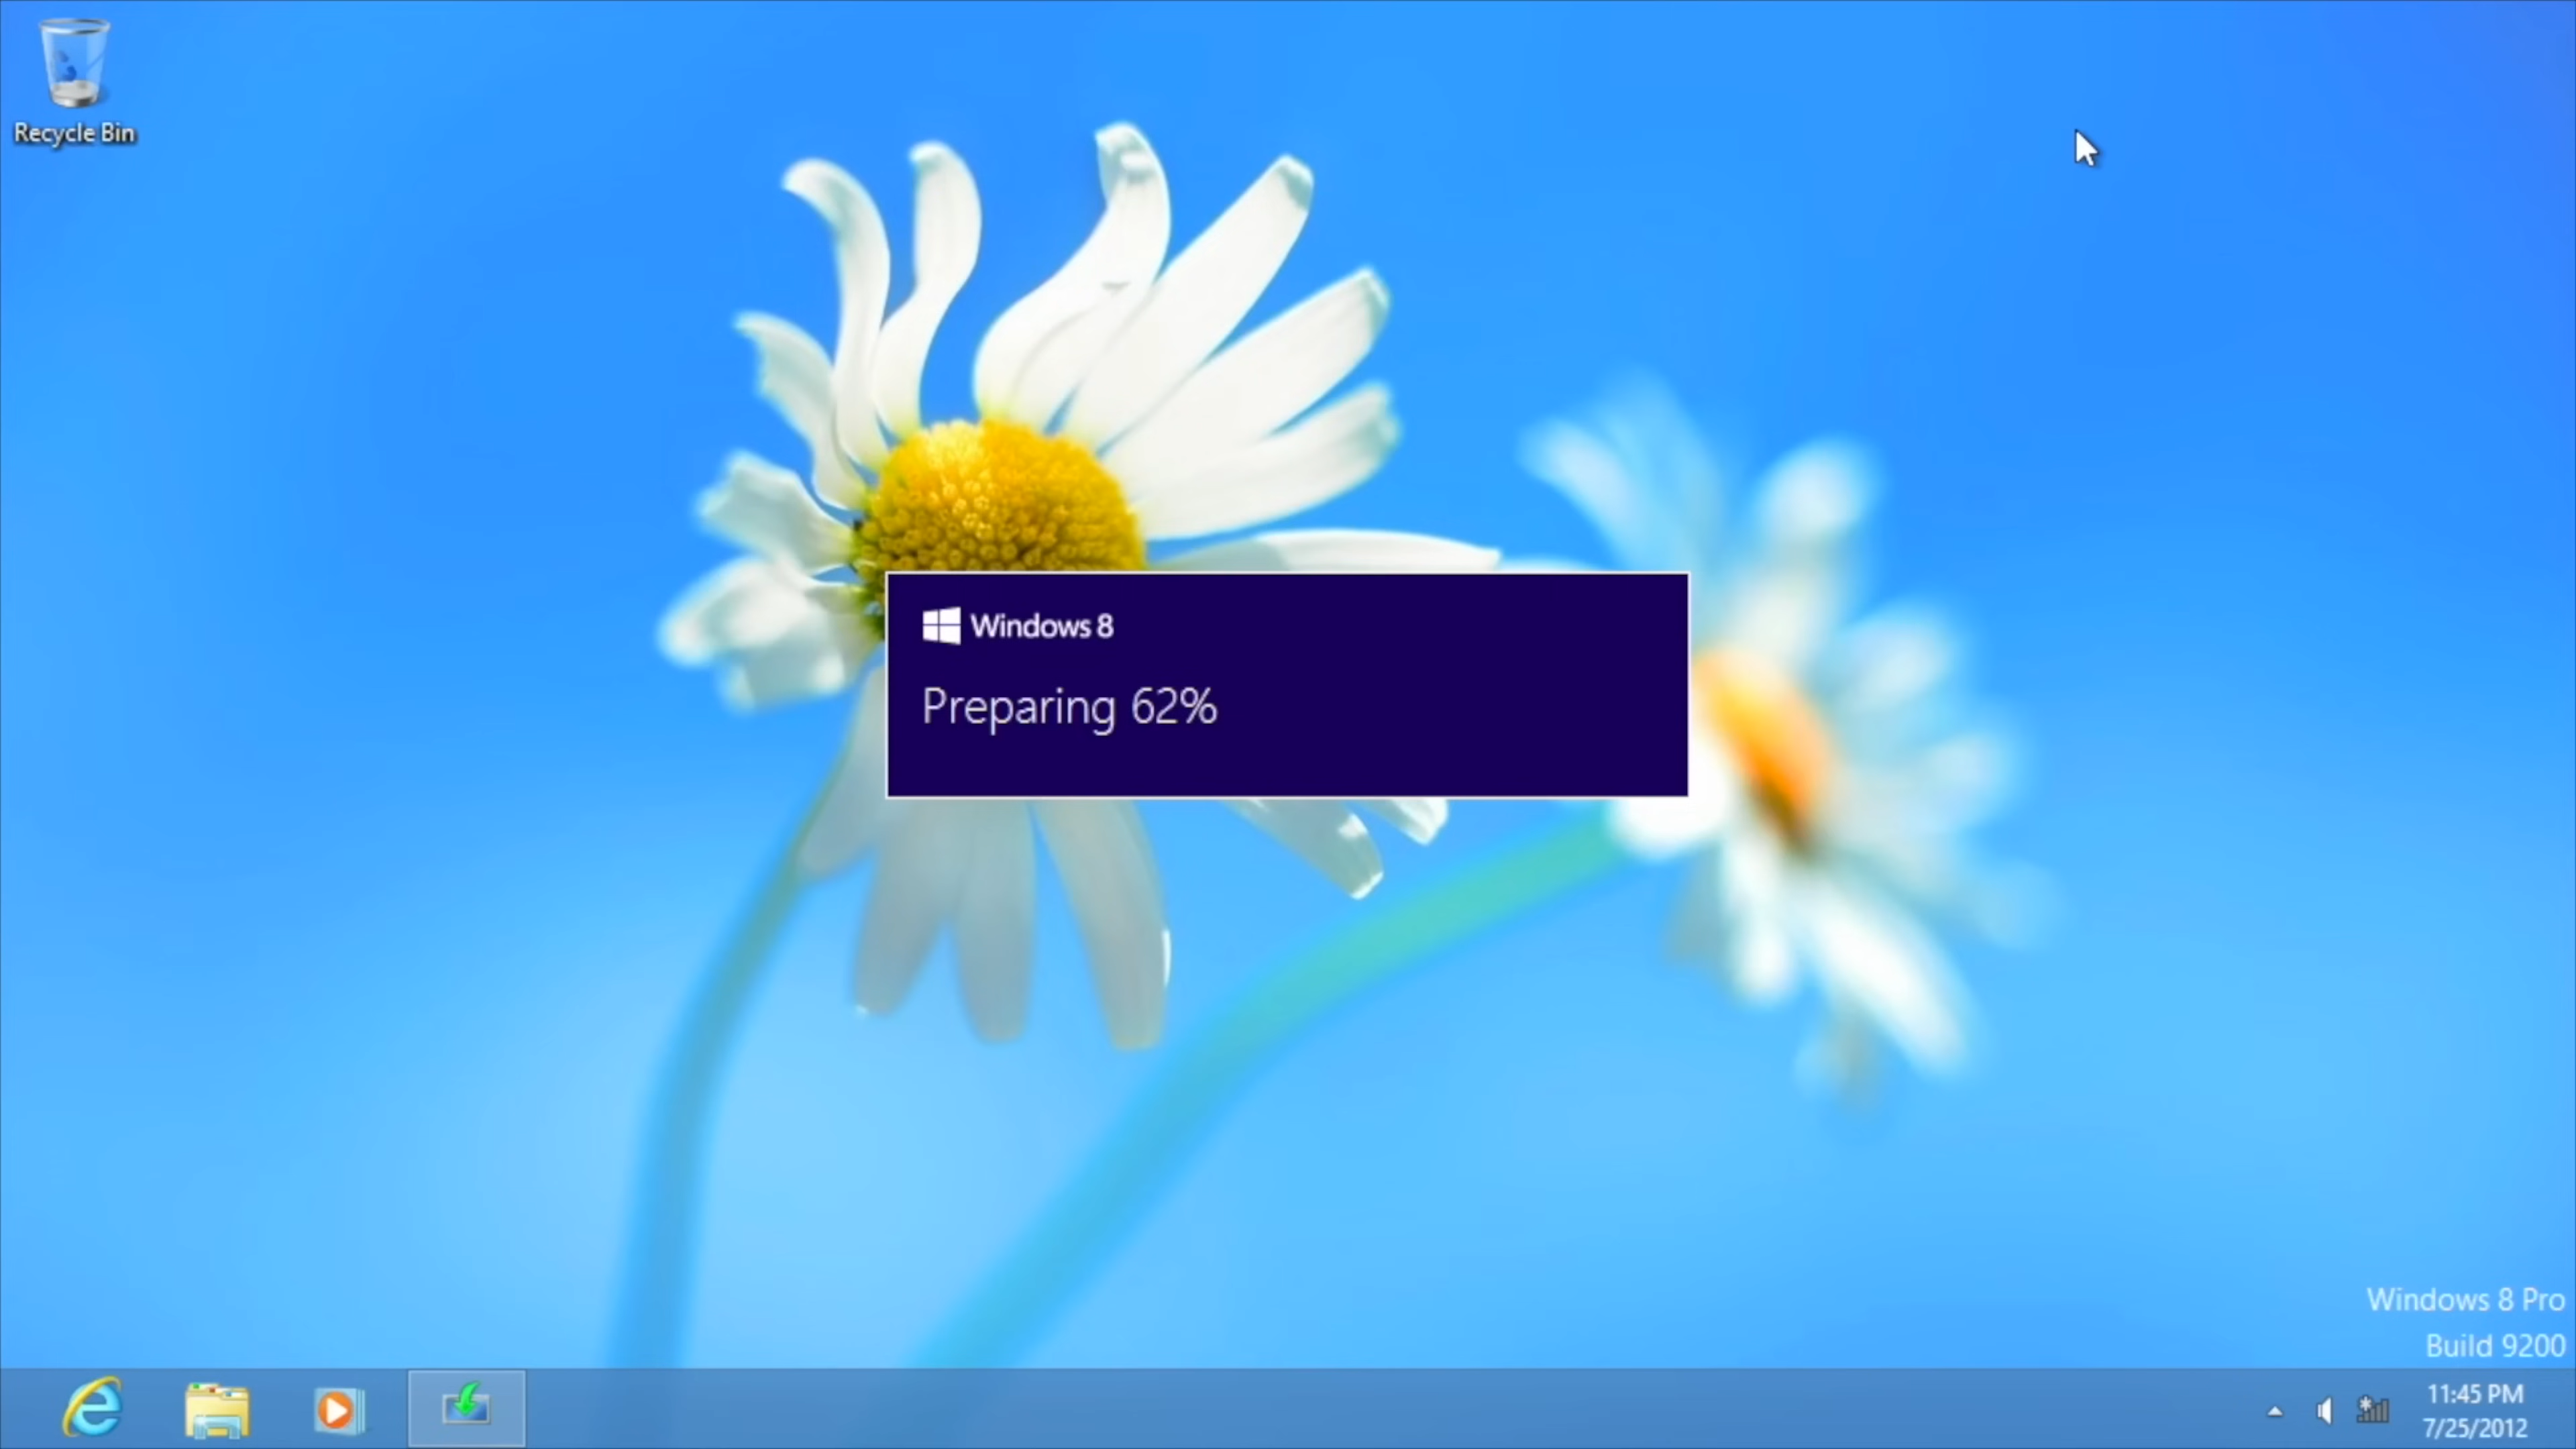 Recycle Bin
Windows 8
Preparing 62%
Windows 8 Pro
Build 9200
11:45 PM
7/25/2012